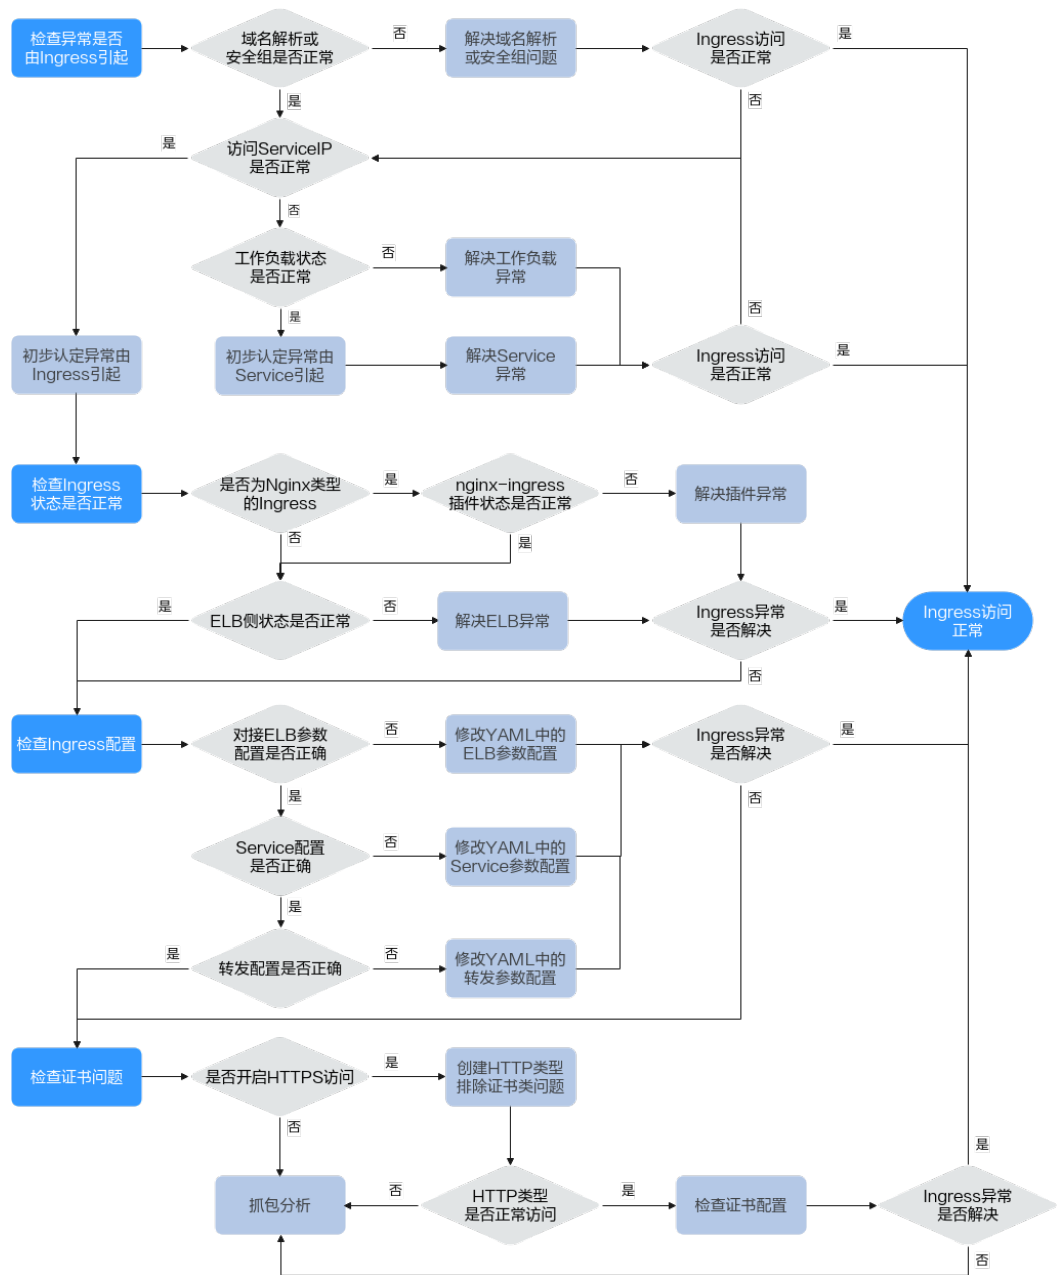 检查异常是否
由Ingress引起
域名解析或
安全组是否正常
否
解决域名解析
或安全组问题
Ingress访问
是否正常
是
是
否
是
访问ServiceIP
是否正常
否
工作负载状态
是否正常
否
解决工作负载
异常
是
否
初步认定异常由
Ingress引起
初步认定异常由
Service引起
解决Service
异常
Ingress访问
是否正常
是
检查Ingress
状态是否正常
是否为Nginx类型
的Ingress
是
nginx-ingress
插件状态是否正常
否
解决插件异常
否
是
是
ELB侧状态是否正常
否
解决ELB异常
Ingress异常
是否解决
是
Ingress访问
正常
否
检查Ingress配置
对接ELB参数
配置是否正确
否
修改YAML中的
ELB参数配置
Ingress异常
是否解决
是
是
否
Service配置
是否正确
否
修改YAML中的
Service参数配置
是
是
转发配置是否正确
否
修改YAML中的
转发参数配置
检查证书问题
是否开启HTTPS访问
是
创建HTTP类型
排除证书类问题
否
是
抓包分析
否
HTTP类型
是否正常访问
是
检查证书配置
Ingress异常
是否解决
否